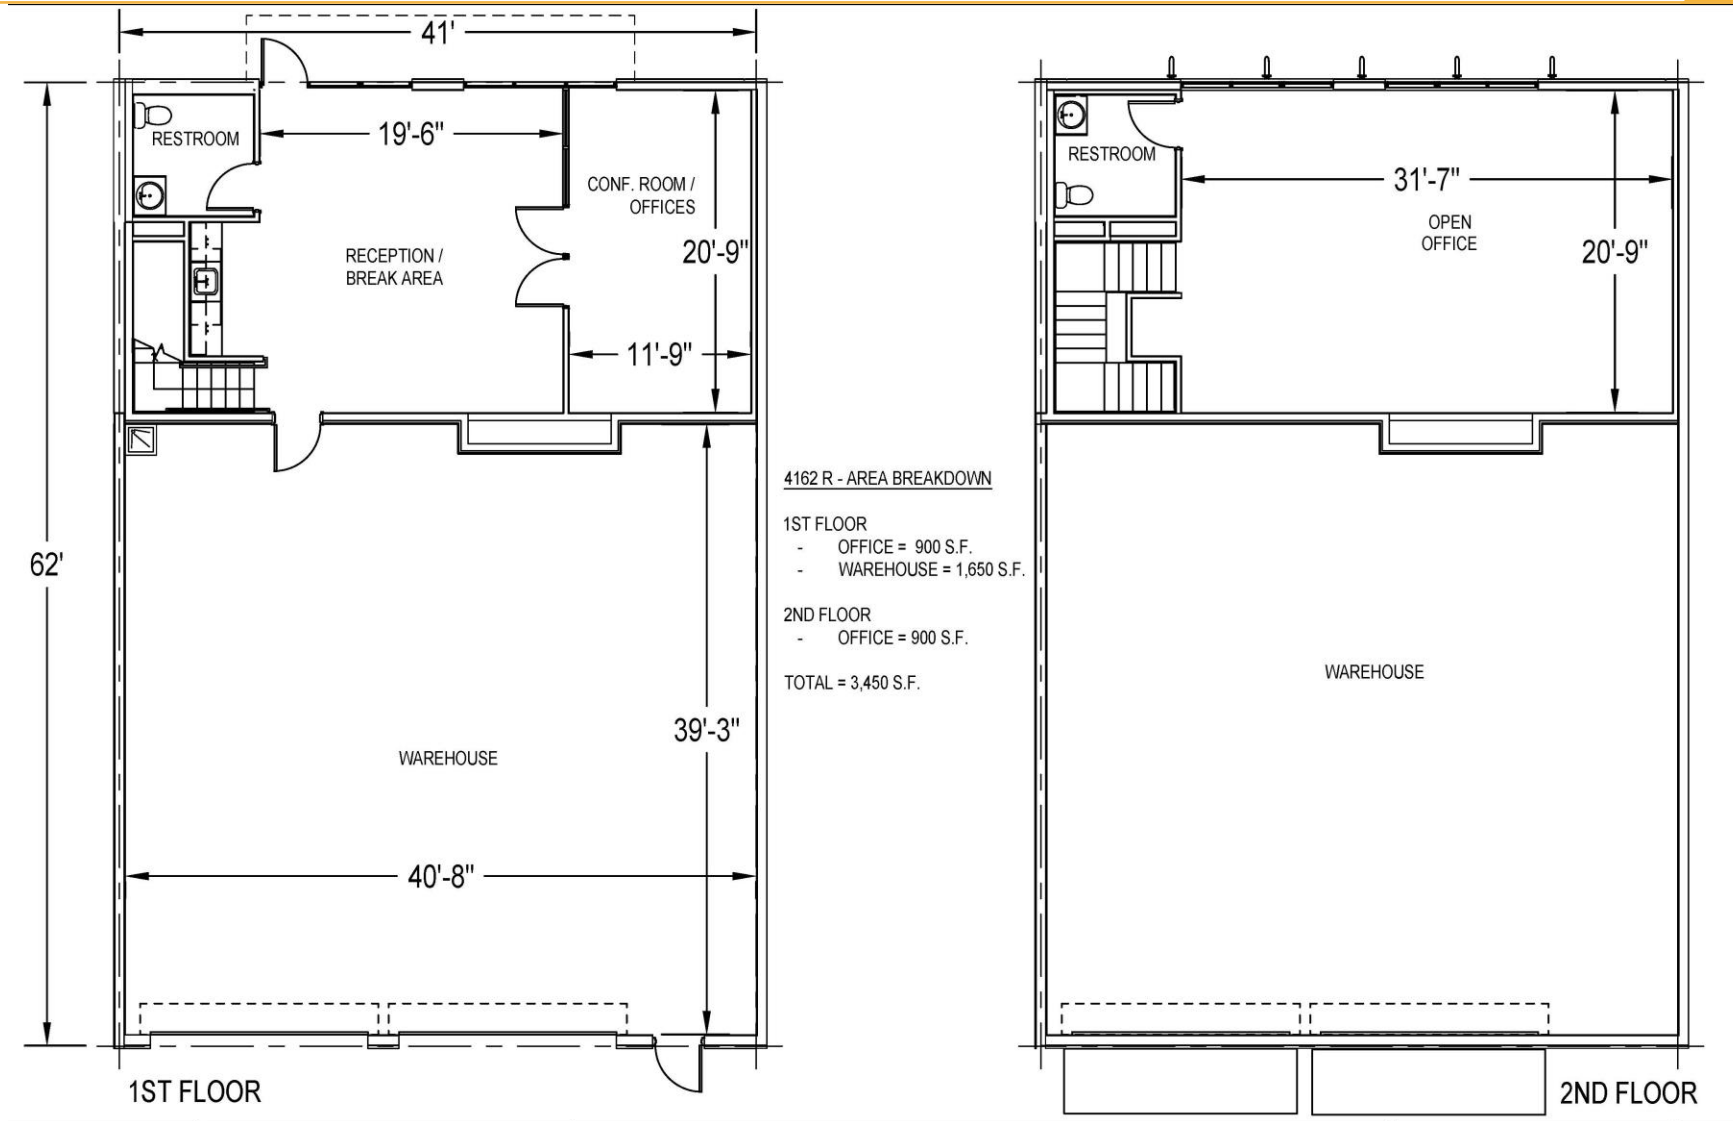 41'
RESTROOM
19'-6"
CONF. ROOM /
OFFICES
20'-9"
RECEPTION /
BREAK AREA
11'-9"
62'
39'-3"
WAREHOUSE
40'-8"
1ST FLOOR
4162 R - AREA BREAKDOWN
1ST FLOOR
- OFFICE = 900 S.F.
- WAREHOUSE = 1,650 S.F.
2ND FLOOR
- OFFICE = 900 S.F.
TOTAL = 3,450 S.F.
RESTROOM
31'-7"
OPEN
OFFICE
20'-9"
WAREHOUSE
2ND FLOOR